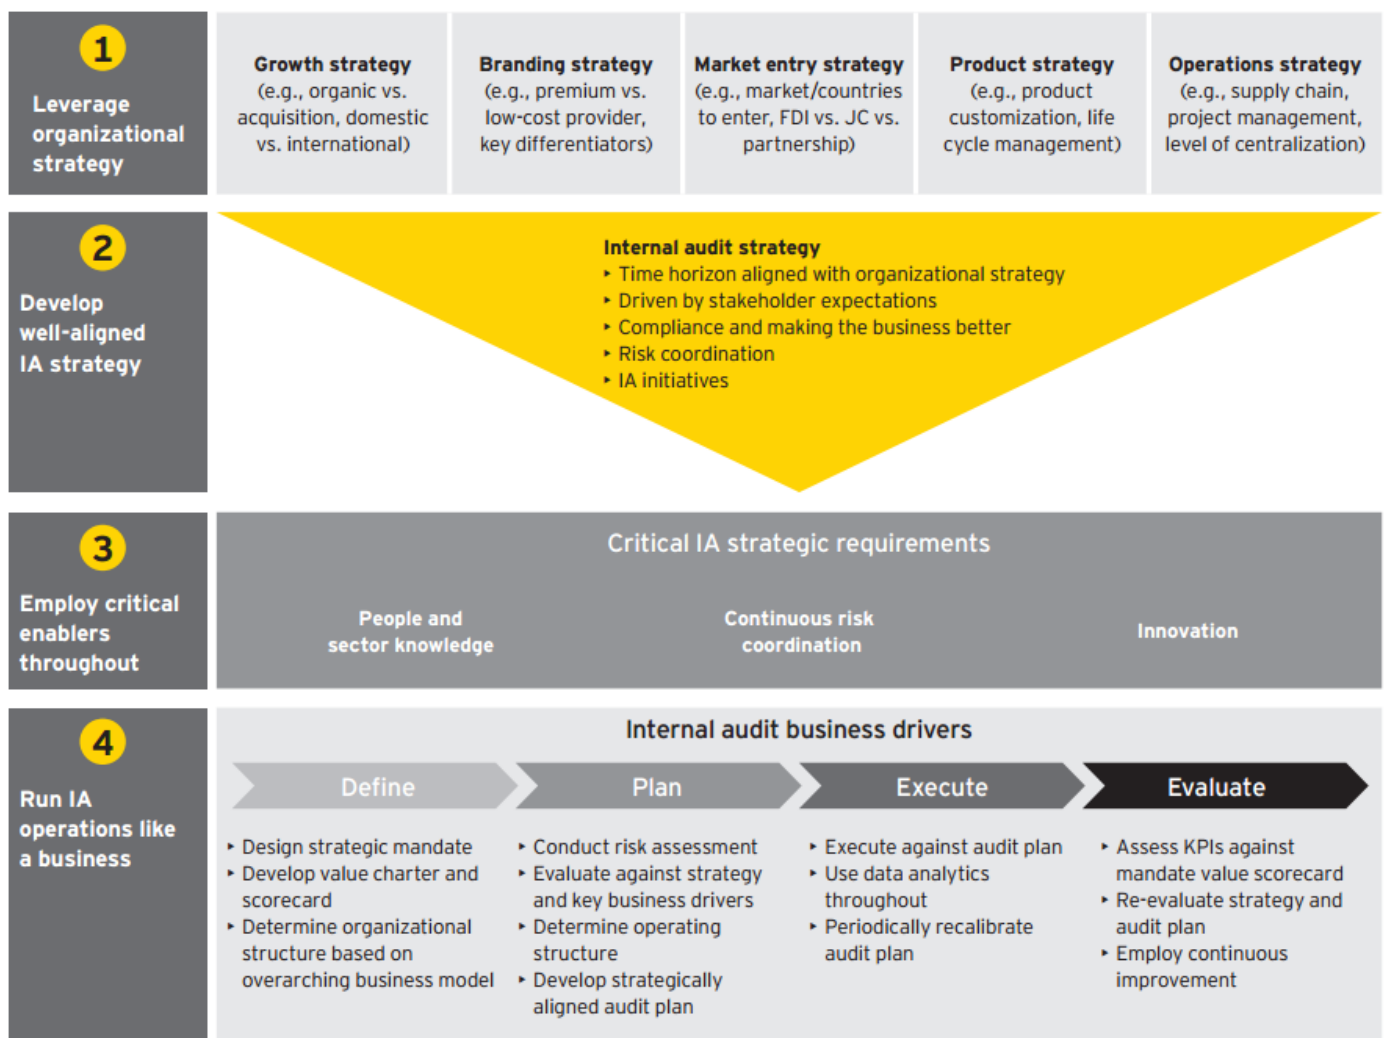 1
Leverage
organizational
strategy
Growth strategy
(e.g., organic vs.
acquisition, domestic
vs. international)
Branding strategy
(e.g., premium vs.
low-cost provider,
key differentiators)
Market entry strategy
(e.g., market/countries
to enter, FDI vs. JC vs.
partnership)
Product strategy
(e.g., product
customization, life
cycle management)
Operations strategy
(e.g., supply chain,
project management,
level of centralization)
2
Develop
well-aligned
IA strategy
Internal audit strategy
‣ Time horizon aligned with organizational strategy
‣ Driven by stakeholder expectations
‣ Compliance and making the business better
‣ Risk coordination
‣ IA initiatives
3
Employ critical
enablers
throughout
Critical IA strategic requirements
People and
sector knowledge
Continuous risk
coordination
Innovation
4
Run IA
operations like
a business
Internal audit business drivers
Define
‣ Design strategic mandate
‣ Develop value charter and
scorecard
‣ Determine organizational
structure based on
overarching business model
Plan
‣ Conduct risk assessment
‣ Evaluate against strategy
and key business drivers
‣ Determine operating
structure
‣ Develop strategically
aligned audit plan
Execute
‣ Execute against audit plan
‣ Use data analytics
throughout
‣ Periodically recalibrate
audit plan
Evaluate
‣ Assess KPIs against
mandate value scorecard
‣ Re-evaluate strategy and
audit plan
‣ Employ continuous
improvement